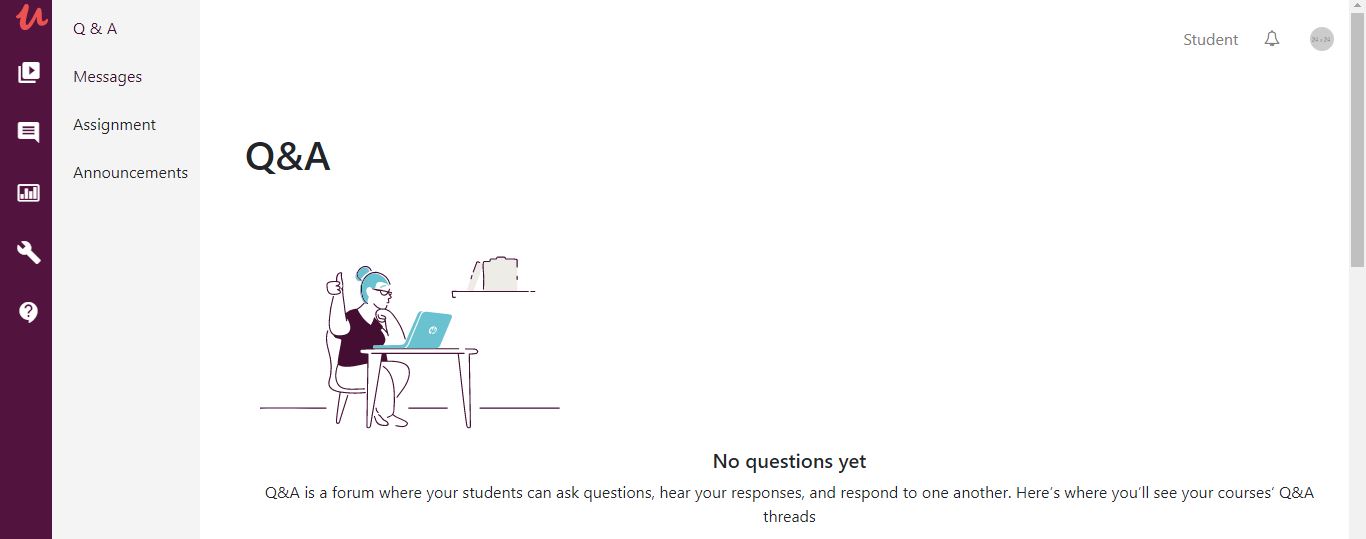 Q & A
Messages
Assignment
Announcements
Student
Q&A
No questions yet
Q&A is a forum where your students can ask questions, hear your responses, and respond to one another. Here’s where you’ll see your courses’ Q&A
threads